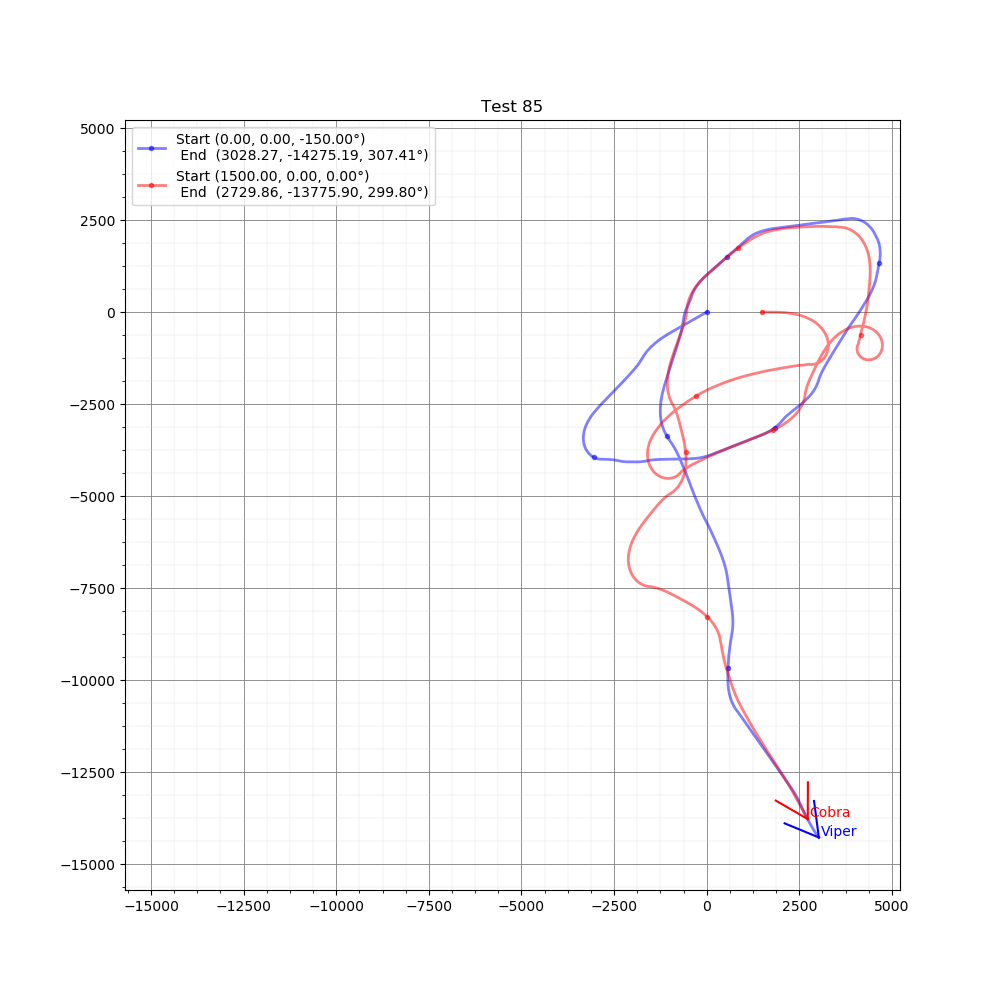 Test 85
Start (0.00, 0.00, -150.00°)
End  (3028.27, -14275.19, 307.41°)
Start (1500.00, 0.00, 0.00°)
End  (2729.86, -13775.90, 299.80°)
5000
2500
0
−2500
−5000
−7500
−10000
−12500
−15000
Cobra
Viper
−15000 −12500 −10000 −7500 −5000 −2500 0 2500 5000